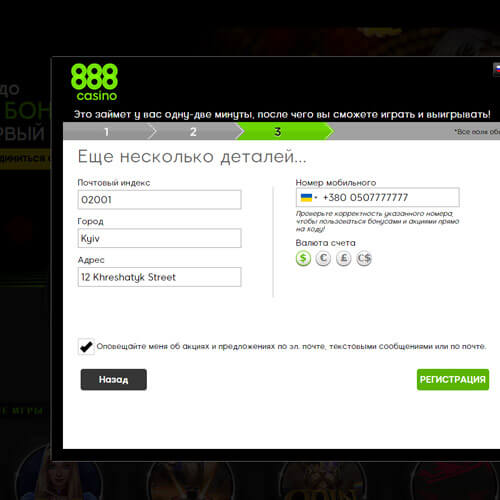 888
casino
ДО
БОН
РВЫЙ
Это займет у вас одну-две минуты, после чего вы сможете играть и выигрывать!
1 2 3
*Все поля об
Еще несколько деталей...
Почтовый индекс
02001
Город
Kyiv
Адрес
12 Khreshatyk Street
Номер мобильного
+380 0507777777
Проверьте корректность указанного номера,
чтобы пользоваться бонусами и акциями прямо
на ходу!
Валюта счета
$ € £ C$
Оповещайте меня об акциях и предложениях по эл. почте, текстовыми сообщениями или по почте.
Назад
РЕГИСТРАЦИЯ
ИГРЫ